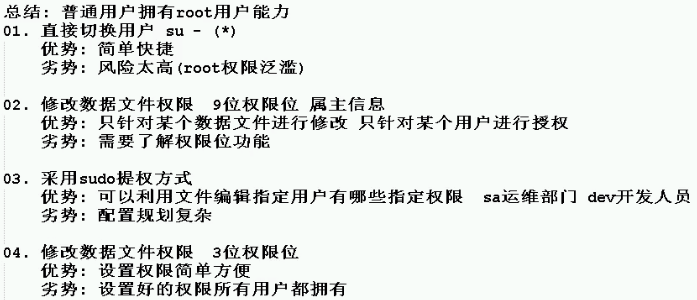 总结: 普通用户拥有root用户能力
01. 直接切换用户 su - (*)
优势: 简单快捷
劣势: 风险太高(root权限泛滥)
02. 修改数据文件权限 9位权限位 属主信息
优势: 只针对某个数据文件进行修改 只针对某个用户进行授权
劣势: 需要了解权限位功能
03. 采用sudo提权方式
优势: 可以利用文件编辑指定用户有哪些指定权限 sa运维部门 dev开发人员
劣势: 配置规划复杂
04. 修改数据文件权限 3位权限位
优势: 设置权限简单方便
劣势: 设置好的权限所有用户都拥有